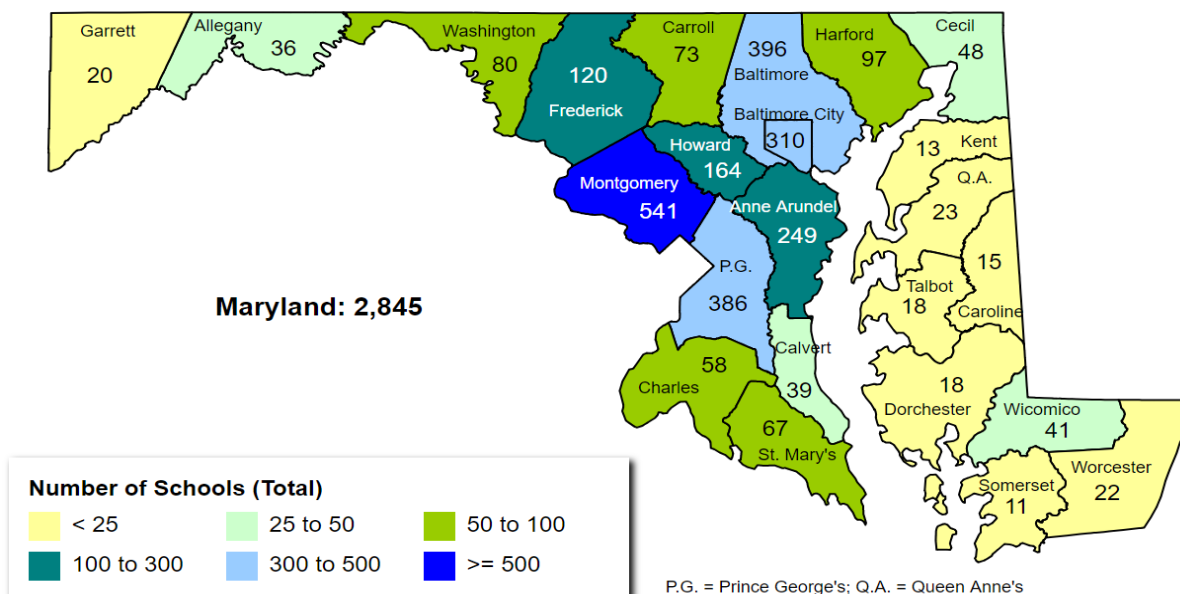 Garrett
20
Allegany
36
Washington
80
120
Frederick
Carroll
73
396
Baltimore
Baltimore City
310
Harford
97
Cecil
48
Howard
164
Montgomery
541
Anne Arundel
249
13 Kent
Q.A.
23
15
Caroline
Talbot
18
P.G.
386
Maryland: 2,845
Calvert
39
58
Charles
67
St. Mary's
18
Dorchester
Wicomico
41
Worcester
22
Somerset
11
Number of Schools (Total)
< 25 25 to 50 50 to 100
100 to 300 300 to 500 >= 500
P.G. = Prince George's; Q.A. = Queen Anne's